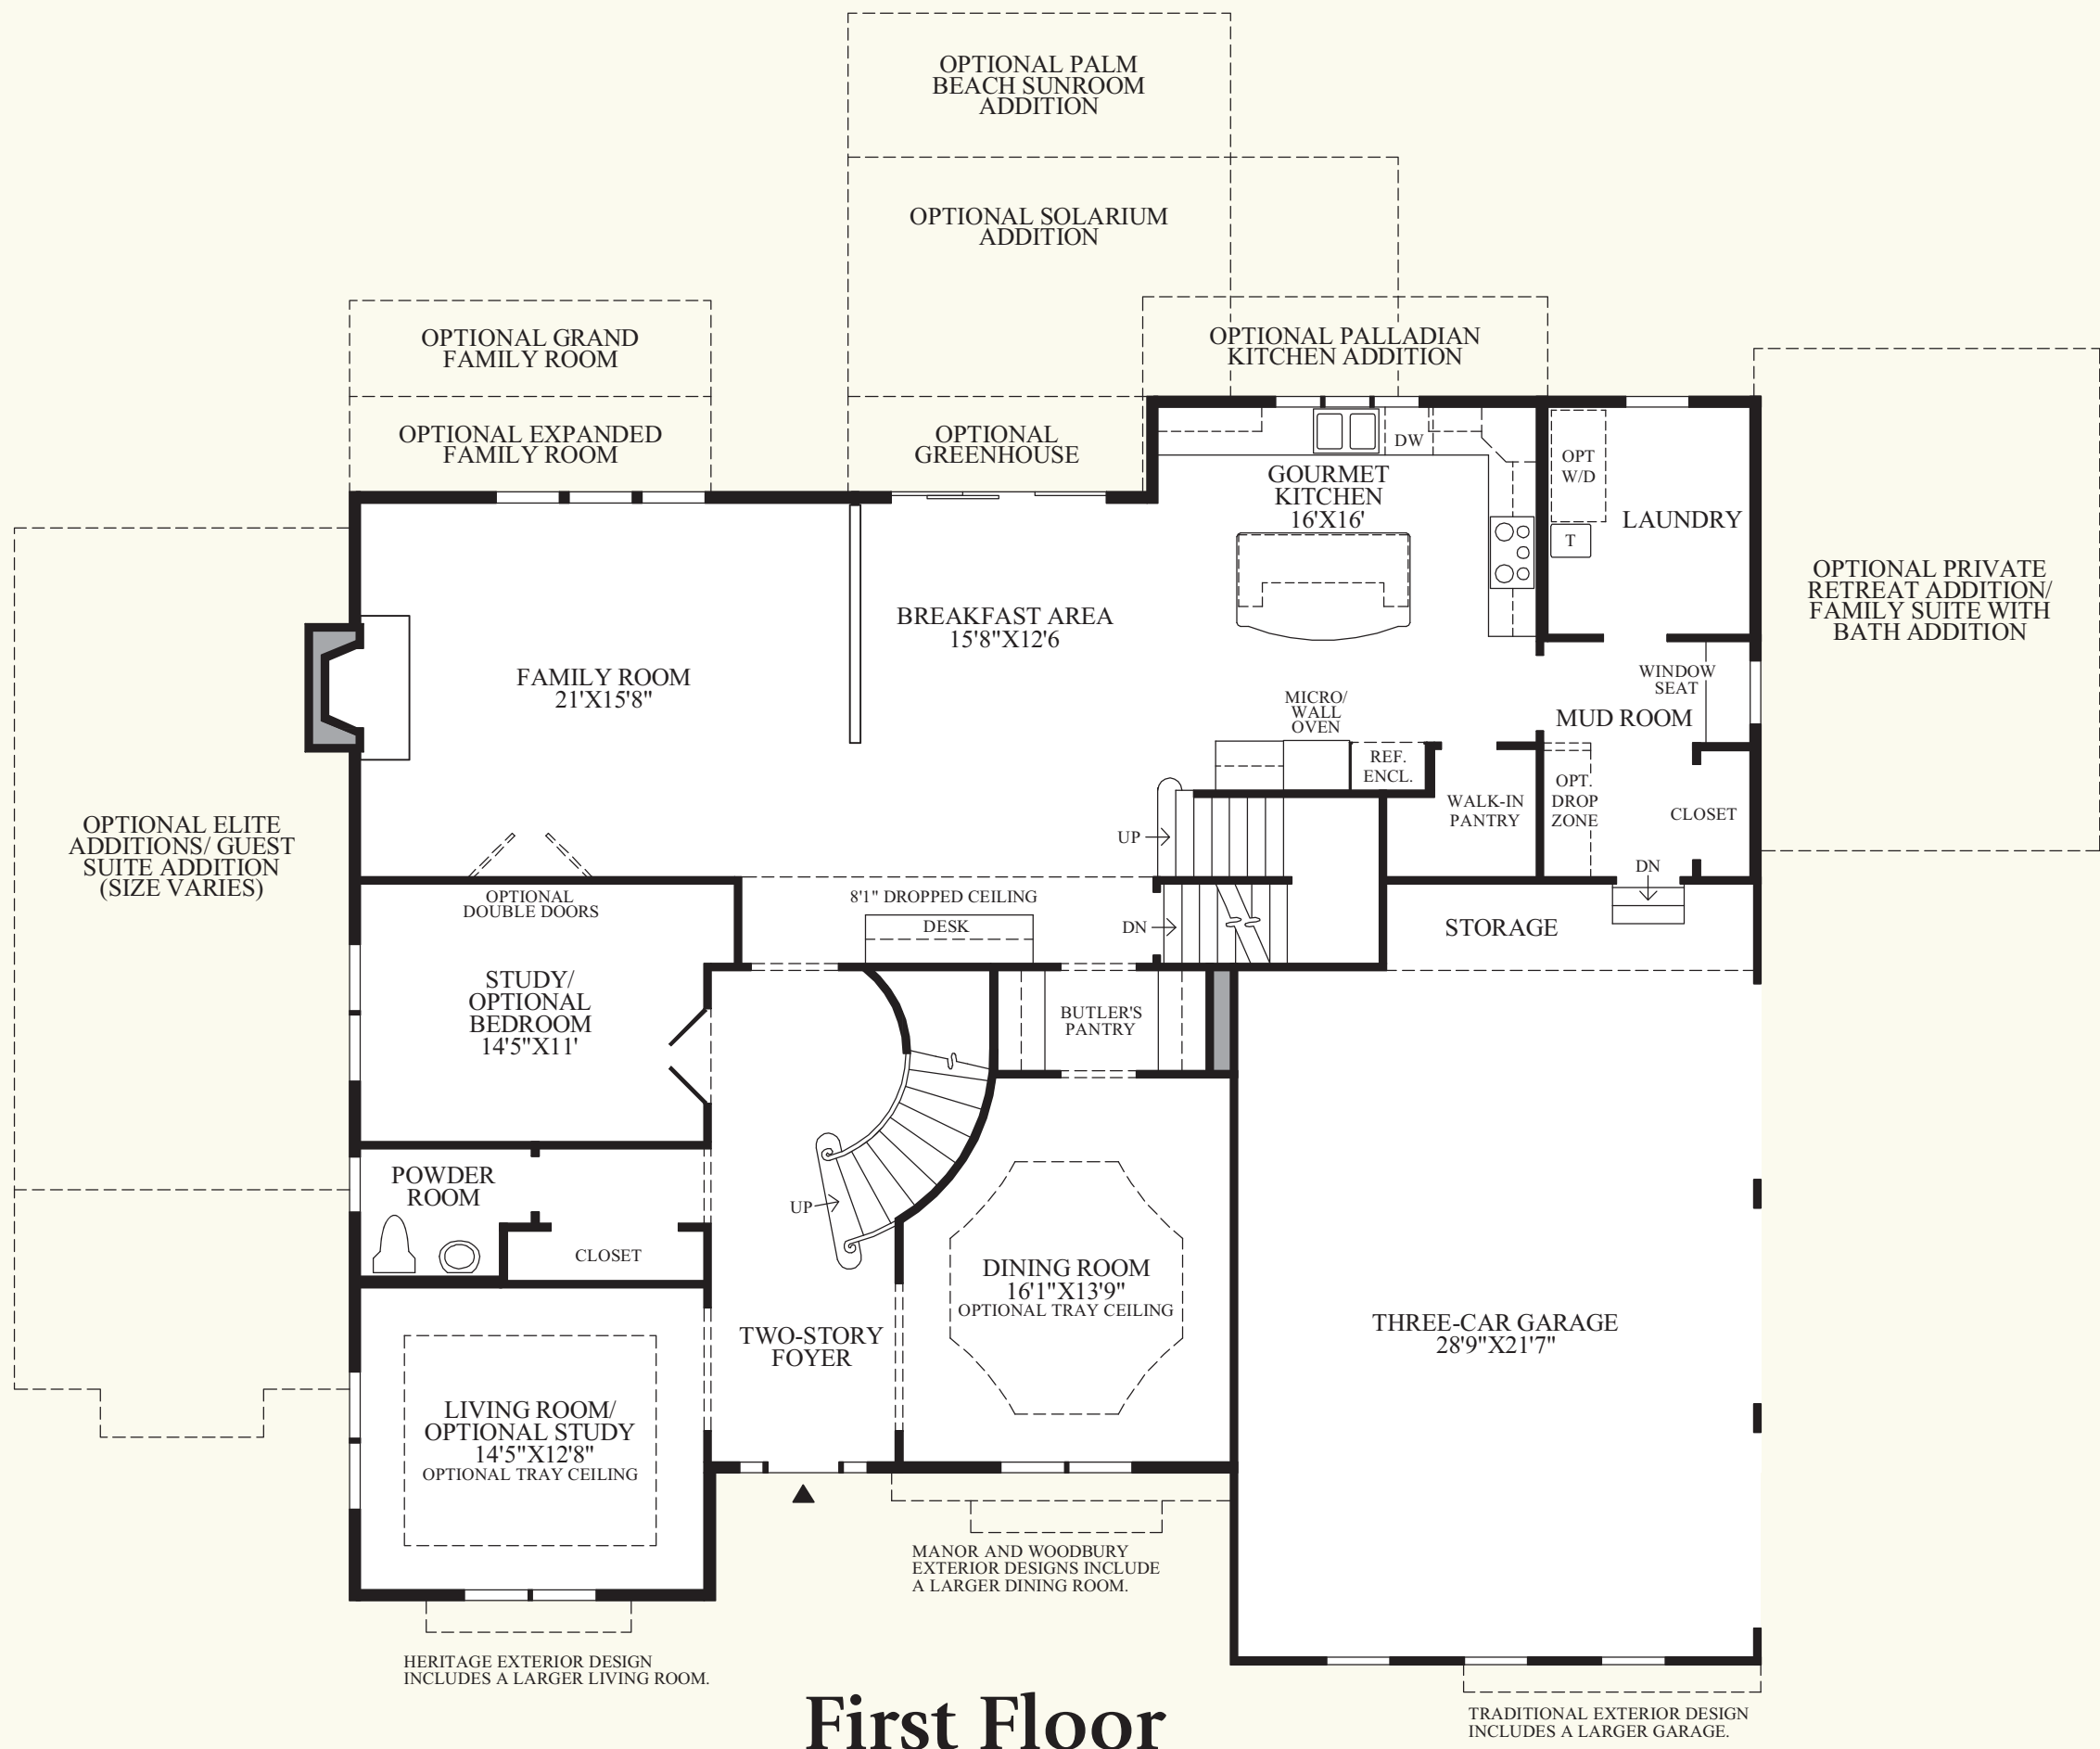 OPTIONAL PALM
BEACH SUNROOM
ADDITION
OPTIONAL SOLARIUM
ADDITION
OPTIONAL GRAND
FAMILY ROOM
OPTIONAL PALLADIAN
KITCHEN ADDITION
OPTIONAL EXPANDED
FAMILY ROOM
OPTIONAL
GREENHOUSE
DW
GOURMET
KITCHEN
16'X16'
OPT
W/D
LAUNDRY
T
OPTIONAL PRIVATE
RETREAT ADDITION/
FAMILY SUITE WITH
BATH ADDITION
BREAKFAST AREA
15'8"X12'6
FAMILY ROOM
21'X15'8"
WINDOW
SEAT
MUD ROOM
MICRO/
WALL
OVEN
REF.
ENCL.
WALK-IN
PANTRY
OPT.
DROP
ZONE
CLOSET
DN
UP
OPTIONAL ELITE
ADDITIONS/ GUEST
SUITE ADDITION
(SIZE VARIES)
OPTIONAL
DOUBLE DOORS
8'1" DROPPED CEILING
DESK
DN
STORAGE
STUDY/
OPTIONAL
BEDROOM
14'5"X11'
BUTLER'S
PANTRY
POWDER
ROOM
UP
CLOSET
DINING ROOM
16'1"X13'9"
OPTIONAL TRAY CEILING
TWO-STORY
FOYER
THREE-CAR GARAGE
28'9"X21'7"
LIVING ROOM/
OPTIONAL STUDY
14'5"X12'8"
OPTIONAL TRAY CEILING
MANOR AND WOODBURY
EXTERIOR DESIGNS INCLUDE
A LARGER DINING ROOM.
HERITAGE EXTERIOR DESIGN
INCLUDES A LARGER LIVING ROOM.
First Floor
TRADITIONAL EXTERIOR DESIGN
INCLUDES A LARGER GARAGE.